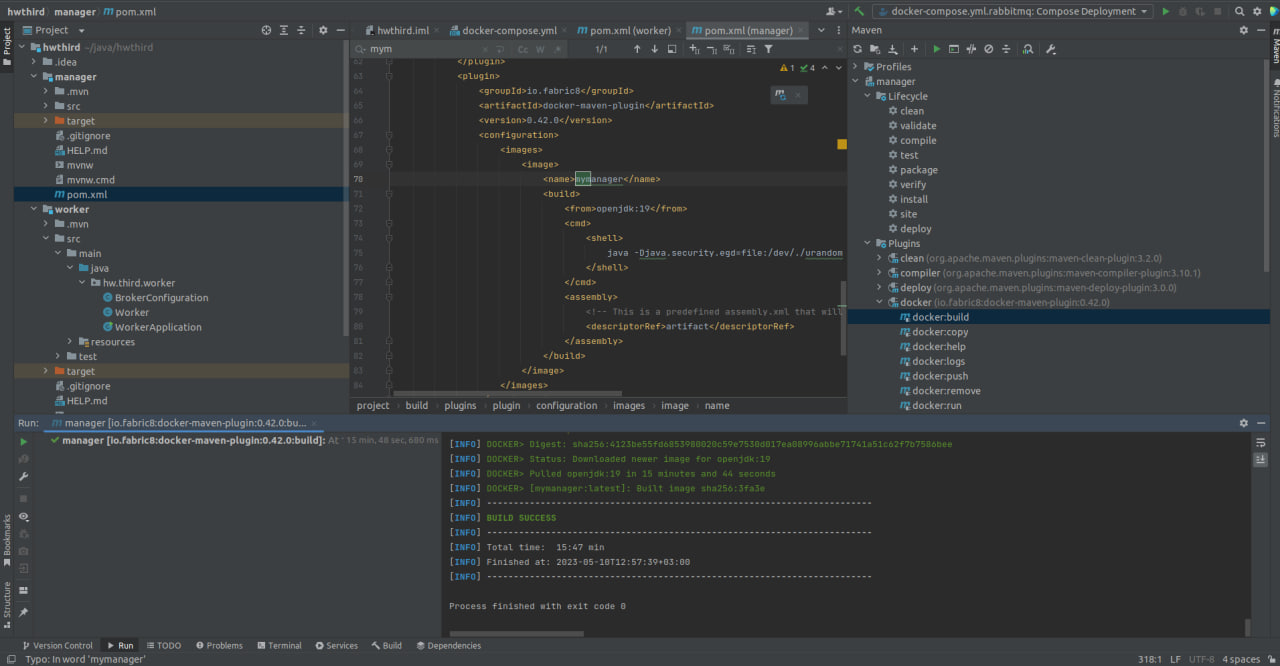 hwthird › manager › pom.xml
docker-compose.yml.rabbitmq: Compose Deployment
Project
hwthird.iml
docker-compose.yml
pom.xml (worker)
pom.xml (manager)
Maven
Project
hwthird ~/java/hwthird
.idea
manager
.mvn
src
target
.gitignore
HELP.md
mvnw
mvnw.cmd
pom.xml
worker
.mvn
src
main
java
hw.third.worker
BrokerConfiguration
Worker
WorkerApplication
resources
test
target
.gitignore
HELP.md
mym
Cc W .*
1/1
1 4
62 </plugin>
63 <plugin>
64 <groupId>io.fabric8</groupId>
65 <artifactId>docker-maven-plugin</artifactId>
66 <version>0.42.0</version>
67 <configuration>
68 <images>
69 <image>
70 <name>mymanager</name>
71 <build>
72 <from>openjdk:19</from>
73 <cmd>
74 <shell>
75 java -Djava.security.egd=file:/dev/./urandom
76 </shell>
77 </cmd>
78 <assembly>
79 <!-- This is a predefined assembly.xml that will
80 <descriptorRef>artifact</descriptorRef>
81 </assembly>
82 </build>
83 </image>
84 </images>
project › build › plugins › plugin › configuration › images › image › name
Profiles
manager
Lifecycle
clean
validate
compile
test
package
verify
install
site
deploy
Plugins
clean (org.apache.maven.plugins:maven-clean-plugin:3.2.0)
compiler (org.apache.maven.plugins:maven-compiler-plugin:3.10.1)
deploy (org.apache.maven.plugins:maven-deploy-plugin:3.0.0)
docker (io.fabric8:docker-maven-plugin:0.42.0)
docker:build
docker:copy
docker:help
docker:logs
docker:push
docker:remove
docker:run
Maven
Notifications
Run: manager [io.fabric8:docker-maven-plugin:0.42.0:bu...
manager [io.fabric8:docker-maven-plugin:0.42.0:build]: At 15 min, 48 sec, 680 ms
[INFO] DOCKER> Digest: sha256:4123be55fd6853980020c59e7530d017ea08996abbe71741a51c62f7b7586bee
[INFO] DOCKER> Status: Downloaded newer image for openjdk:19
[INFO] DOCKER> Pulled openjdk:19 in 15 minutes and 44 seconds
[INFO] DOCKER> [mymanager:latest]: Built image sha256:3fa3e
[INFO] ------------------------------------------------------------------------
[INFO] BUILD SUCCESS
[INFO] ------------------------------------------------------------------------
[INFO] Total time: 15:47 min
[INFO] Finished at: 2023-05-10T12:57:39+03:00
[INFO] ------------------------------------------------------------------------
Process finished with exit code 0
Bookmarks
Structure
Version Control
Run
TODO
Problems
Terminal
Services
Build
Dependencies
Typo: In word 'mymanager'
318:1 LF UTF-8 4 spaces